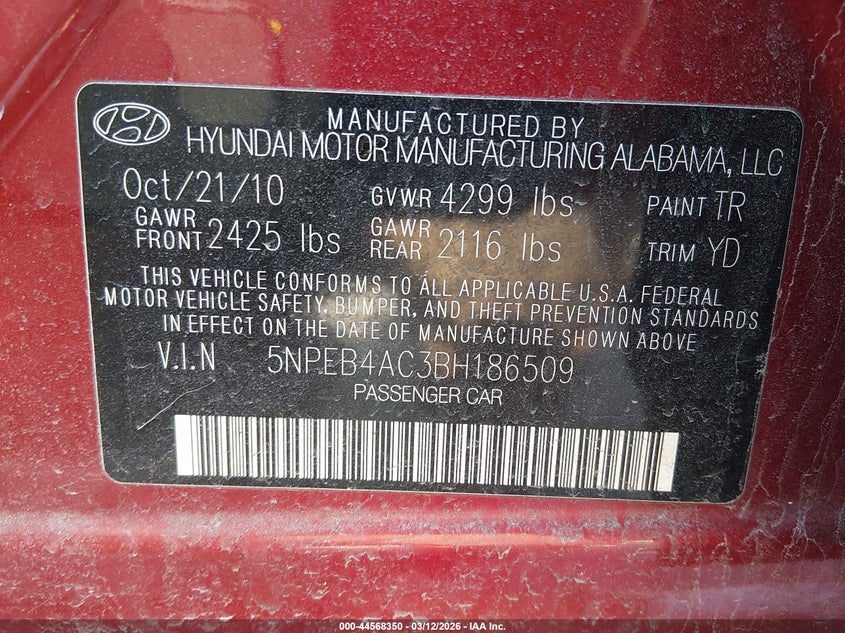 MANUFACTURED BY
HYUNDAI MOTOR MANUFACTURING ALABAMA, LLC
Oct/21/10 GVWR 4299 lbs PAINT TR
GAWR FRONT 2425 lbs GAWR REAR 2116 lbs TRIM YD
THIS VEHICLE CONFORMS TO ALL APPLICABLE U.S.A. FEDERAL
MOTOR VEHICLE SAFETY, BUMPER, AND THEFT PREVENTION STANDARDS
IN EFFECT ON THE DATE OF MANUFACTURE SHOWN ABOVE
V.I.N 5NPEB4AC3BH186509
PASSENGER CAR
000-44568350 - 03/12/2026 - IAA Inc.